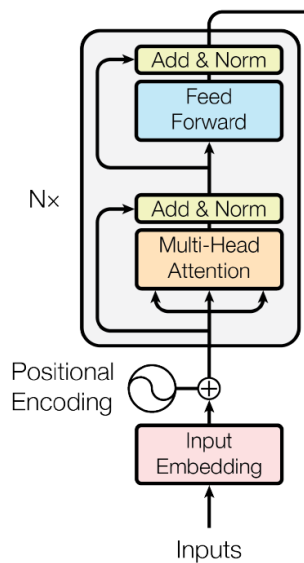 Add & Norm
Feed
Forward
N×
Add & Norm
Multi-Head
Attention
Positional
Encoding
Input
Embedding
Inputs